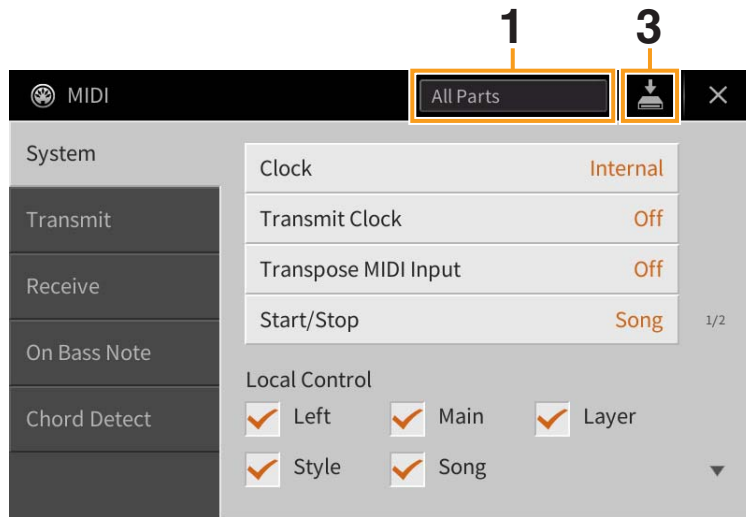 1 3
MIDI All Parts
System
Transmit
Receive
On Bass Note
Chord Detect
Clock Internal
Transmit Clock Off
Transpose MIDI Input Off
Start/Stop Song
1/2
Local Control
Left Main Layer
Style Song